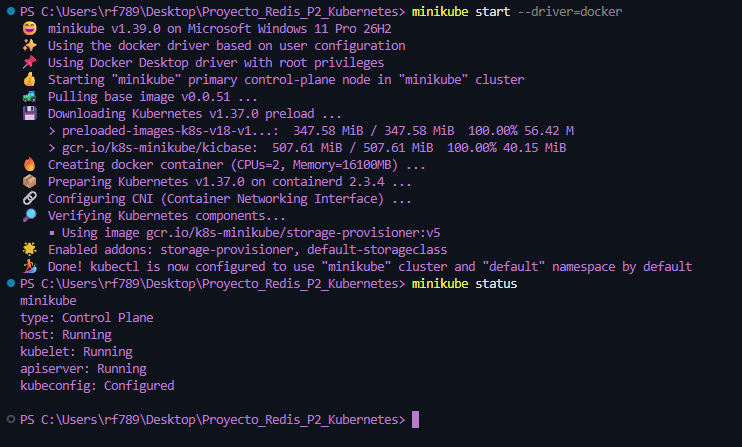 PS C:\Users\rf789\Desktop\Proyecto_Redis_P2_Kubernetes> minikube start --driver=docker
minikube v1.39.0 on Microsoft Windows 11 Pro 26H2
Using the docker driver based on user configuration
Using Docker Desktop driver with root privileges
Starting "minikube" primary control-plane node in "minikube" cluster
Pulling base image v0.0.51 ...
Downloading Kubernetes v1.37.0 preload ...
> preloaded-images-k8s-v18-v1...:  347.58 MiB / 347.58 MiB  100.00% 56.42 M
> gcr.io/k8s-minikube/kicbase:  507.61 MiB / 507.61 MiB  100.00% 40.15 MiB
Creating docker container (CPUs=2, Memory=16100MB) ...
Preparing Kubernetes v1.37.0 on containerd 2.3.4 ...
Configuring CNI (Container Networking Interface) ...
Verifying Kubernetes components...
▪ Using image gcr.io/k8s-minikube/storage-provisioner:v5
Enabled addons: storage-provisioner, default-storageclass
Done! kubectl is now configured to use "minikube" cluster and "default" namespace by default
PS C:\Users\rf789\Desktop\Proyecto_Redis_P2_Kubernetes> minikube status
minikube
type: Control Plane
host: Running
kubelet: Running
apiserver: Running
kubeconfig: Configured
PS C:\Users\rf789\Desktop\Proyecto_Redis_P2_Kubernetes>